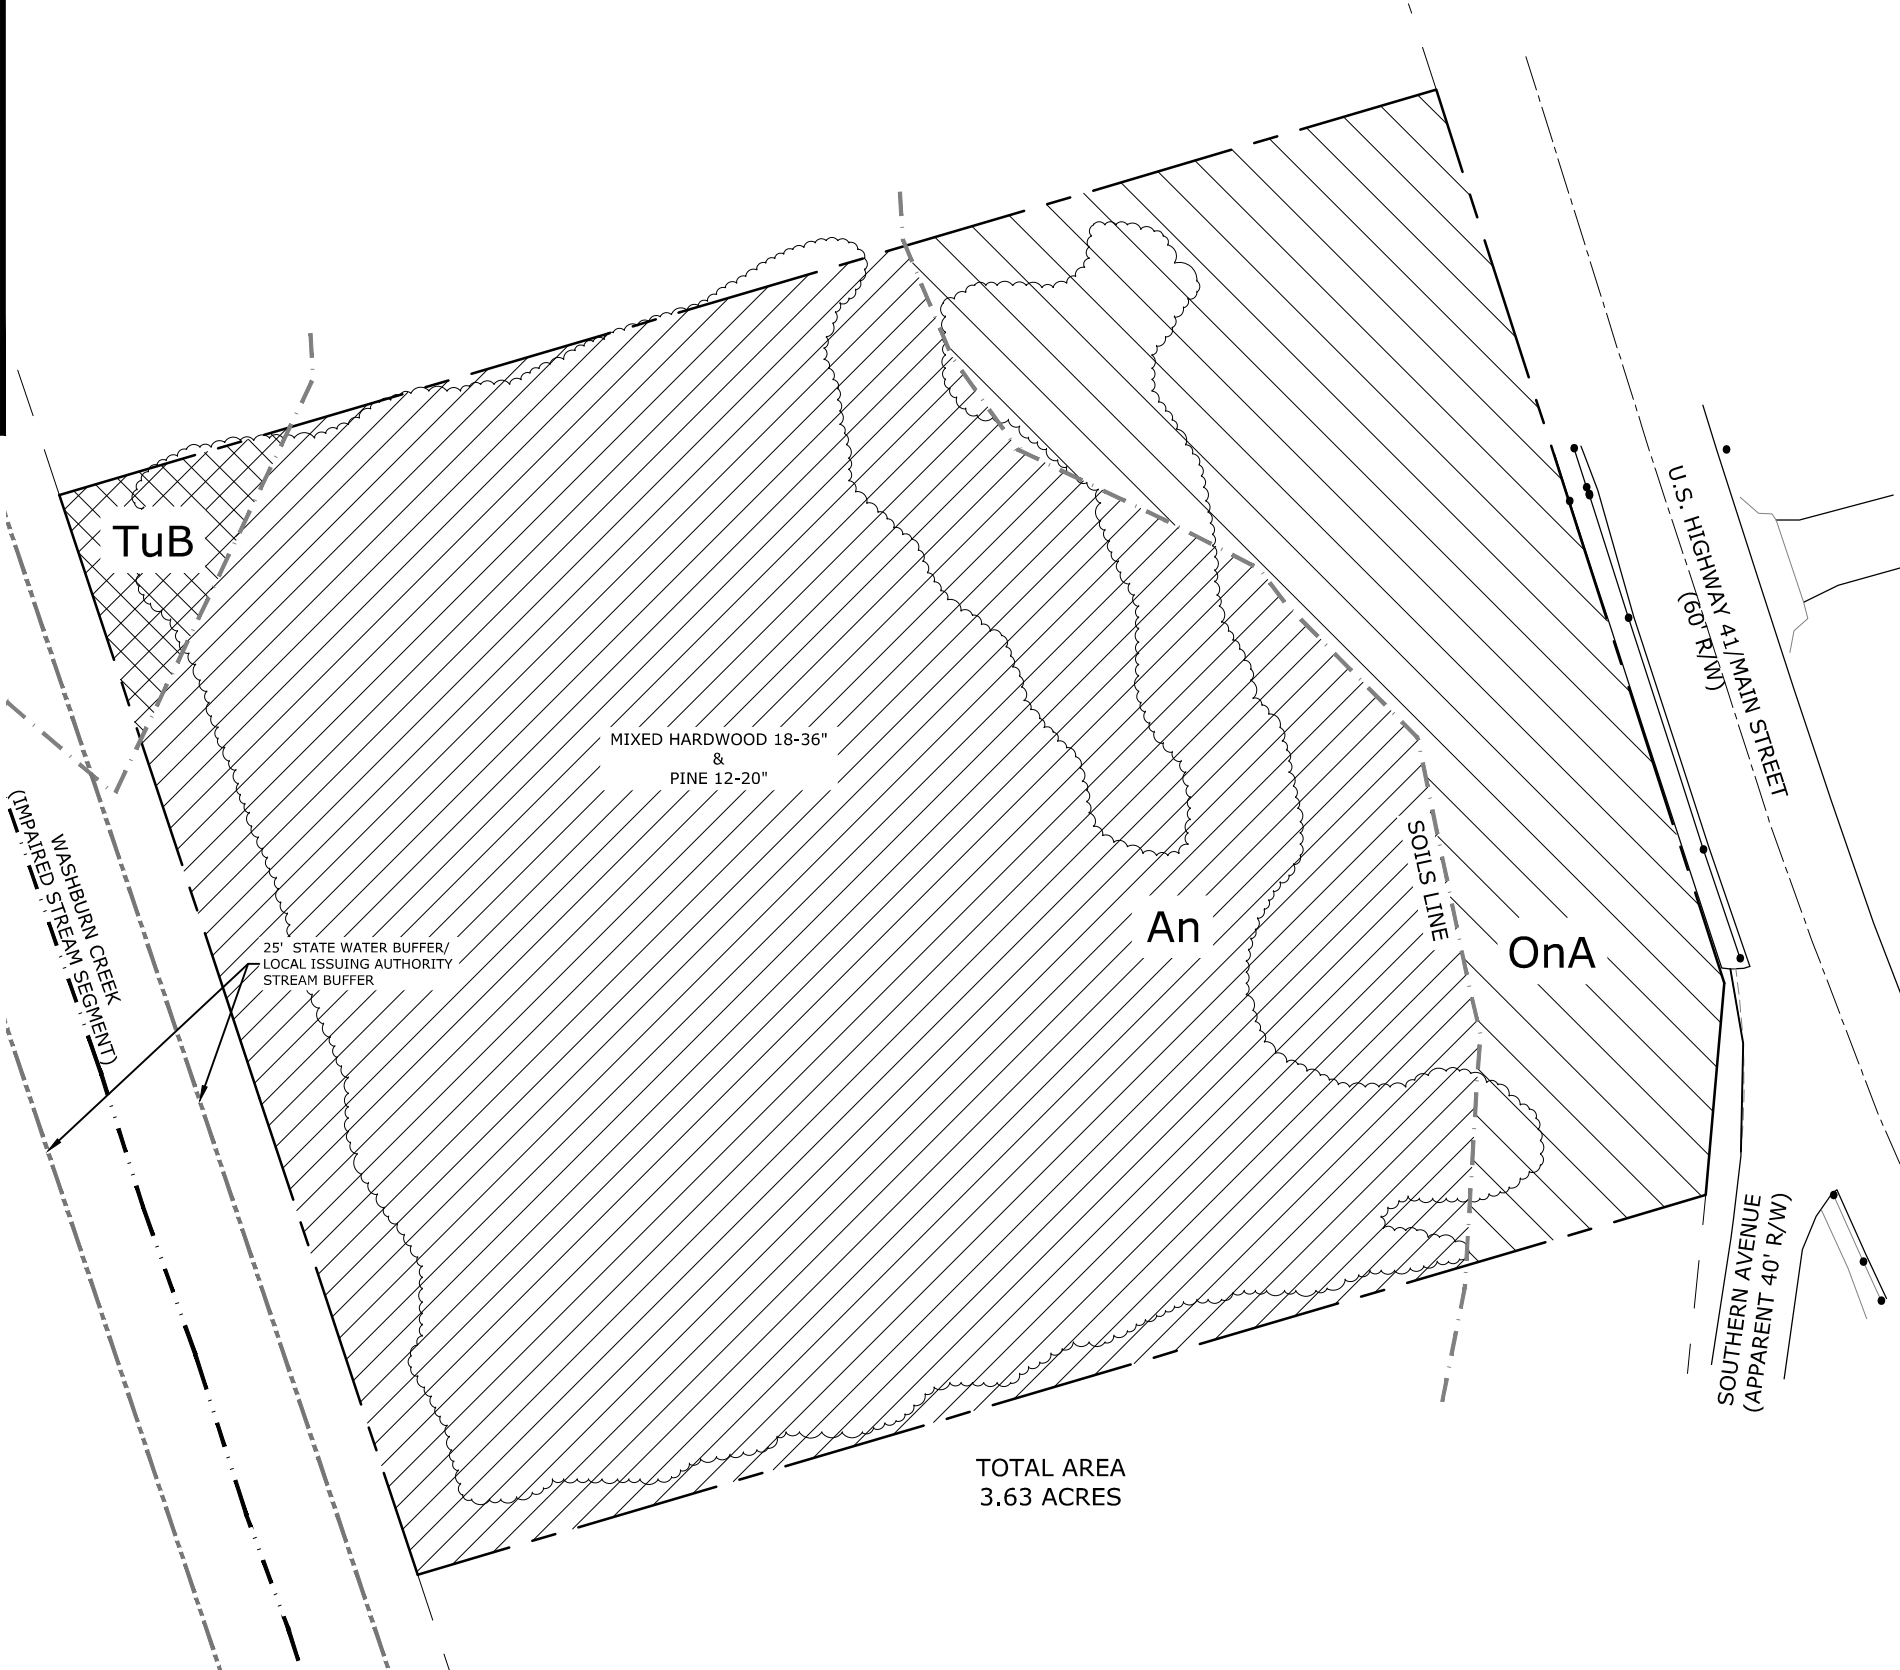 TuB
U.S. HIGHWAY 41/MAIN STREET
(60' R/W)
MIXED HARDWOOD 18-36"
&
PINE 12-20"
WASHBURN CREEK
(IMPAIRED STREAM SEGMENT)
25' STATE WATER BUFFER/
LOCAL ISSUING AUTHORITY
STREAM BUFFER
An
SOILS LINE
OnA
SOUTHERN AVENUE
(APPARENT 40' R/W)
TOTAL AREA
3.63 ACRES